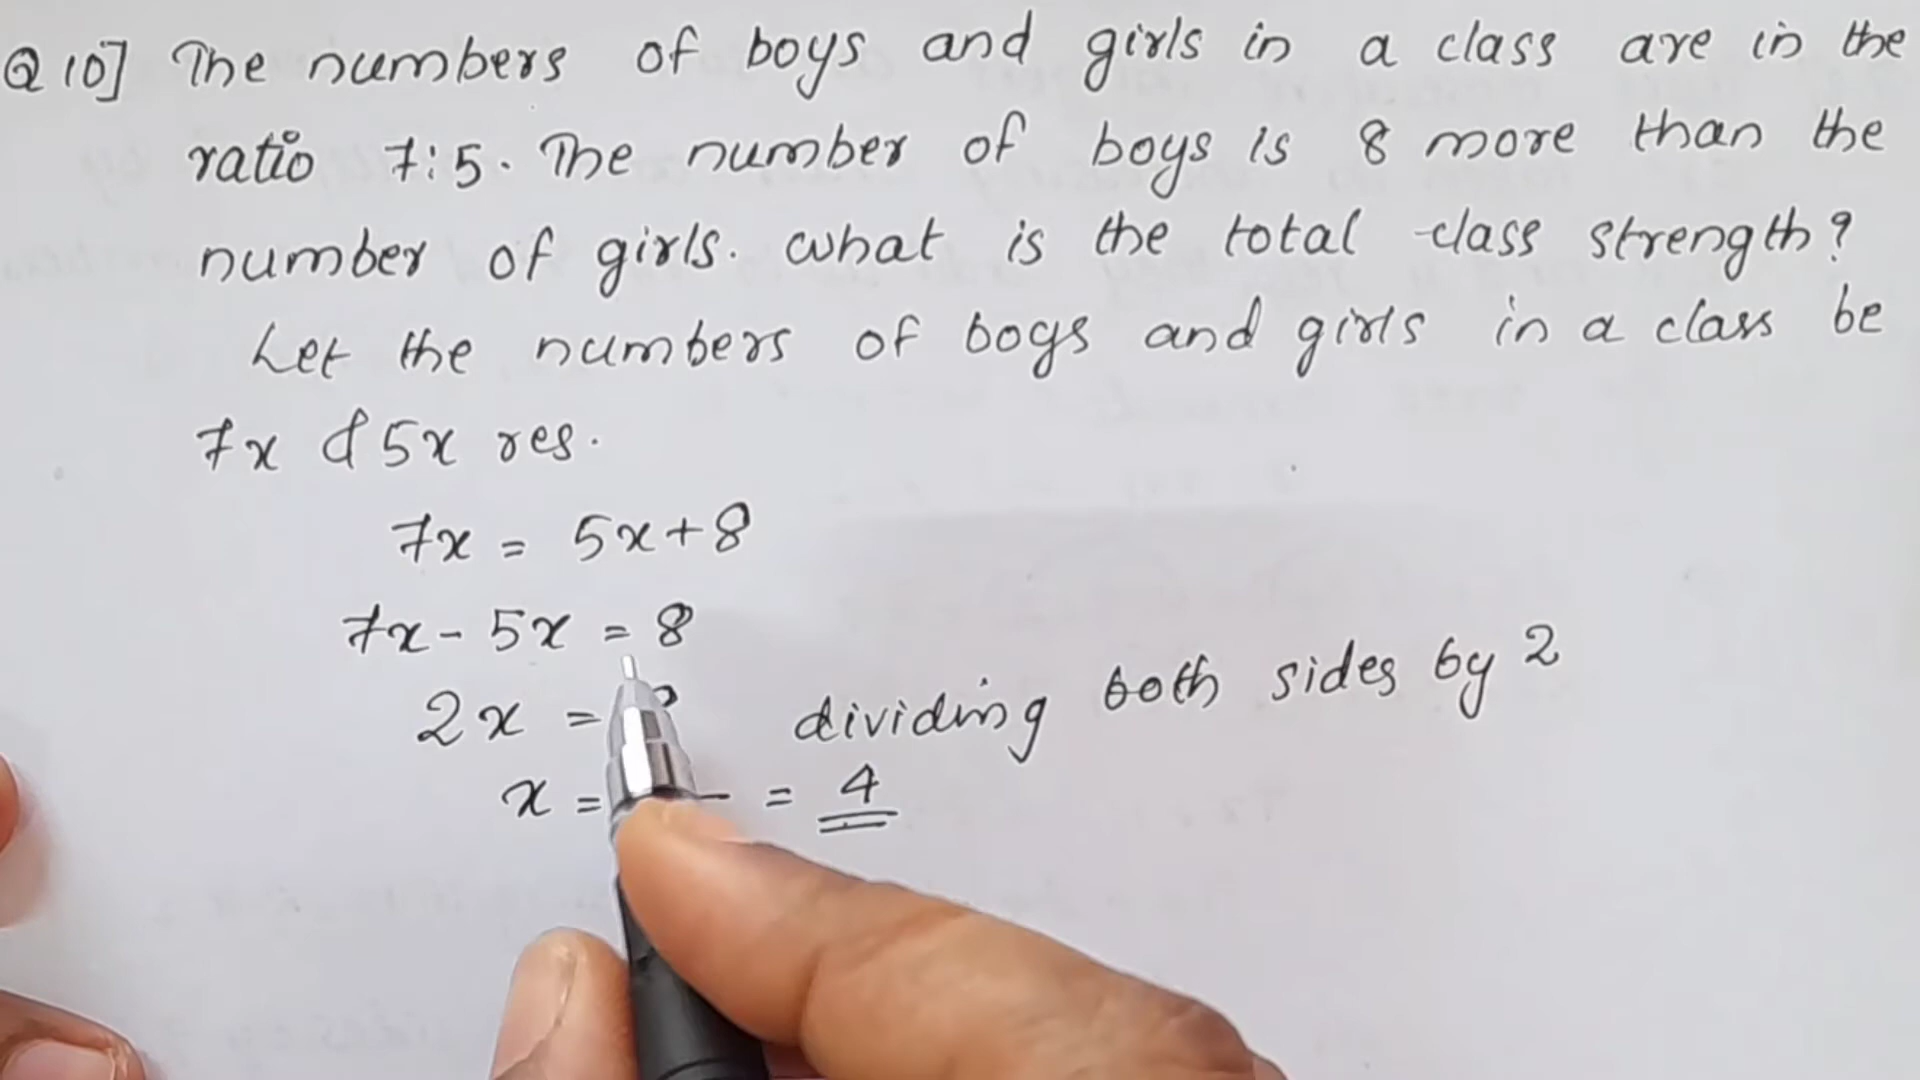 Q 10] The numbers of boys and girls in a class are in the
ratio 7:5. The number of boys is 8 more than the
number of girls. What is the total class strength?
Let the numbers of boys and girls in a class be
7x & 5x res.
7x = 5x+8
7x - 5x = 8
2x = dividing both sides by 2
x = = 4